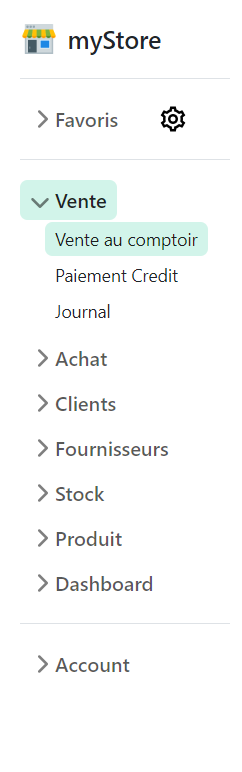 myStore
Favoris
Vente
Vente au comptoir
Paiement Credit
Journal
Achat
Clients
Fournisseurs
Stock
Produit
Dashboard
Account